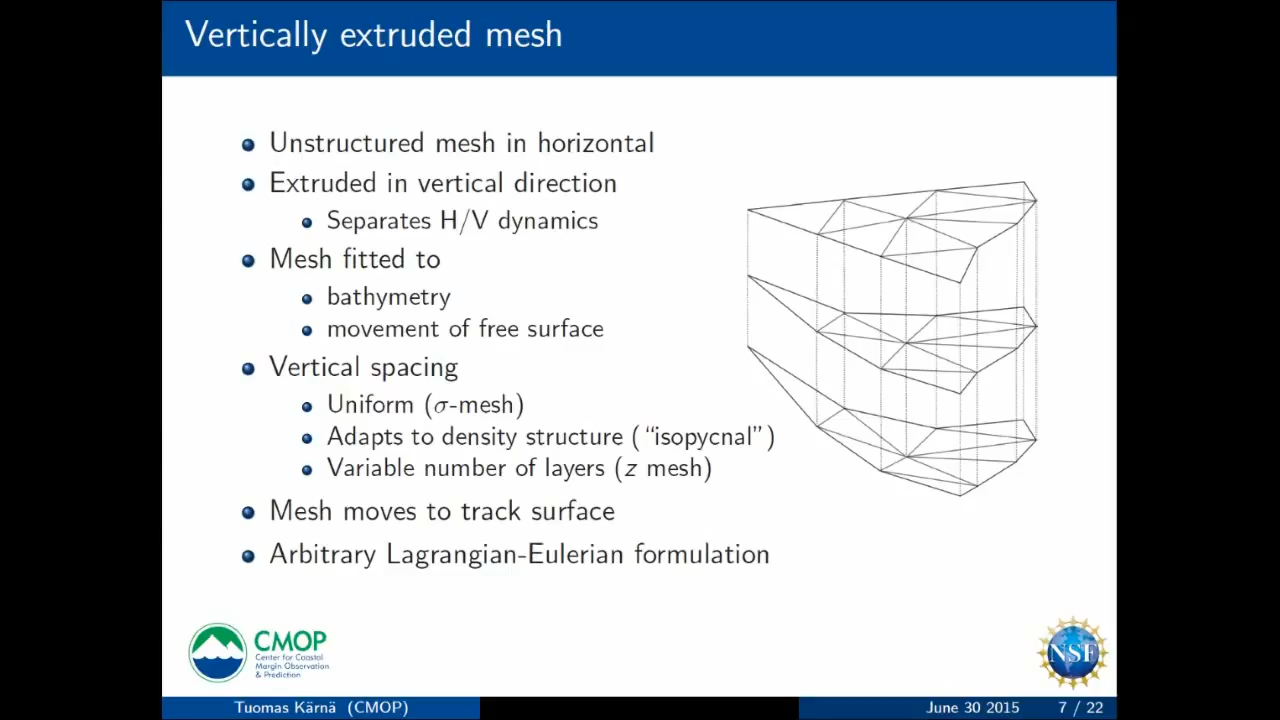 Vertically extruded mesh
Unstructured mesh in horizontal
Extruded in vertical direction
Separates H/V dynamics
Mesh fitted to
bathymetry
movement of free surface
Vertical spacing
Uniform (σ-mesh)
Adapts to density structure (“isopycnal”)
Variable number of layers (z mesh)
Mesh moves to track surface
Arbitrary Lagrangian-Eulerian formulation
CMOP
Center for Coastal
Margin Observation
& Prediction
NSF
Tuomas Kärnä (CMOP)
June 30 2015
7 / 22